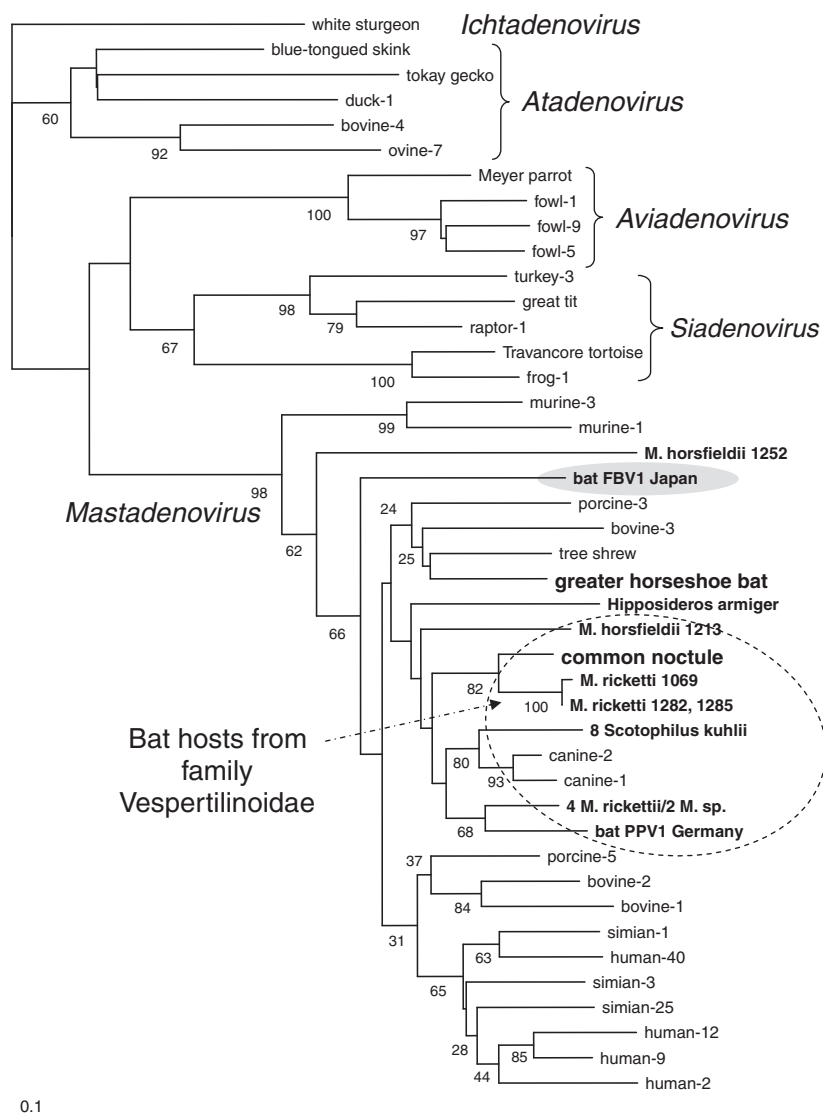 white sturgeon
Ichtadenovirus
blue-tongued skink
tokay gecko
duck-1
Atadenovirus
60
bovine-4
92
ovine-7
Meyer parrot
100
fowl-1
97
fowl-9
Aviadenovirus
fowl-5
turkey-3
98
great tit
79
raptor-1
Siadenovirus
67
Travancore tortoise
100
frog-1
murine-3
99
murine-1
M. horsfieldii 1252
98
bat FBV1 Japan
Mastadenovirus
24
porcine-3
62
bovine-3
25
tree shrew
greater horseshoe bat
Hipposideros armiger
66
M. horsfieldii 1213
common noctule
82
M. ricketti 1069
100
M. ricketti 1282, 1285
8 Scotophilus kuhlii
Bat hosts from
family
Vespertilinoidae
80
canine-2
93
canine-1
4 M. rickettii/2 M. sp.
68
bat PPV1 Germany
37
porcine-5
bovine-2
84
bovine-1
31
simian-1
63
human-40
65
simian-3
simian-25
human-12
28
85
human-9
44
human-2
0.1